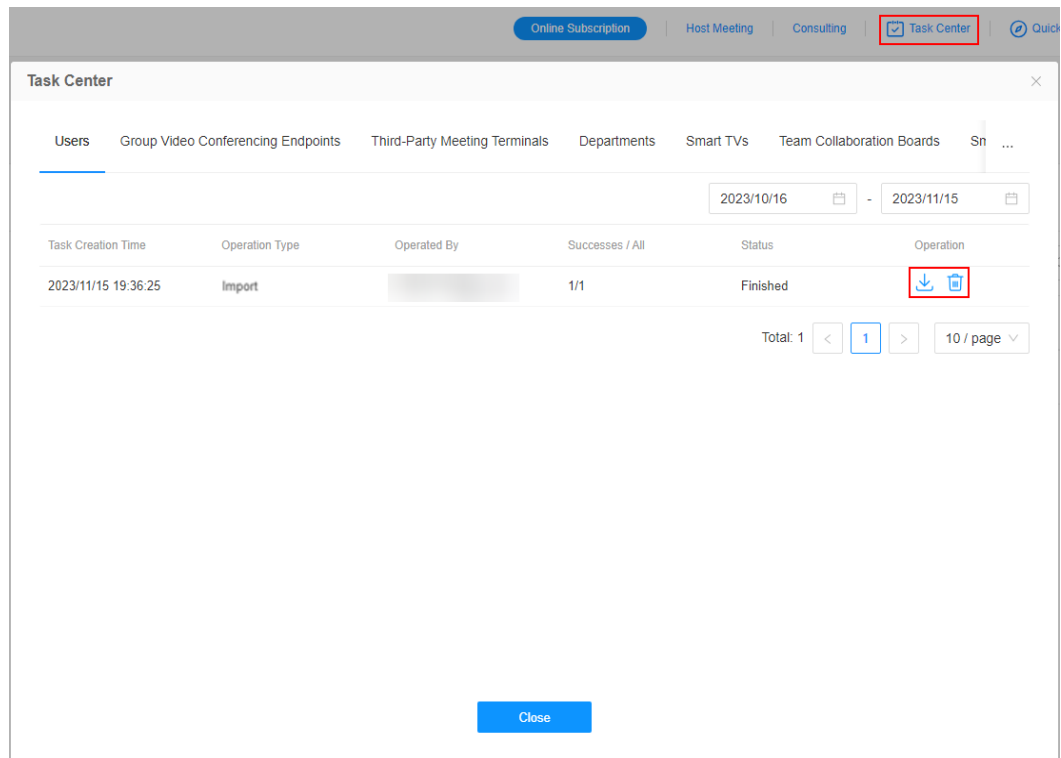 Online Subscription Host Meeting Consulting Task Center Quick
Task Center
Users Group Video Conferencing Endpoints Third-Party Meeting Terminals Departments Smart TVs Team Collaboration Boards Sm ...
2023/10/16 - 2023/11/15
Task Creation Time Operation Type Operated By Successes / All Status Operation
2023/11/15 19:36:25 Import 1/1 Finished
Total: 1 < 1 > 10 / page
Close